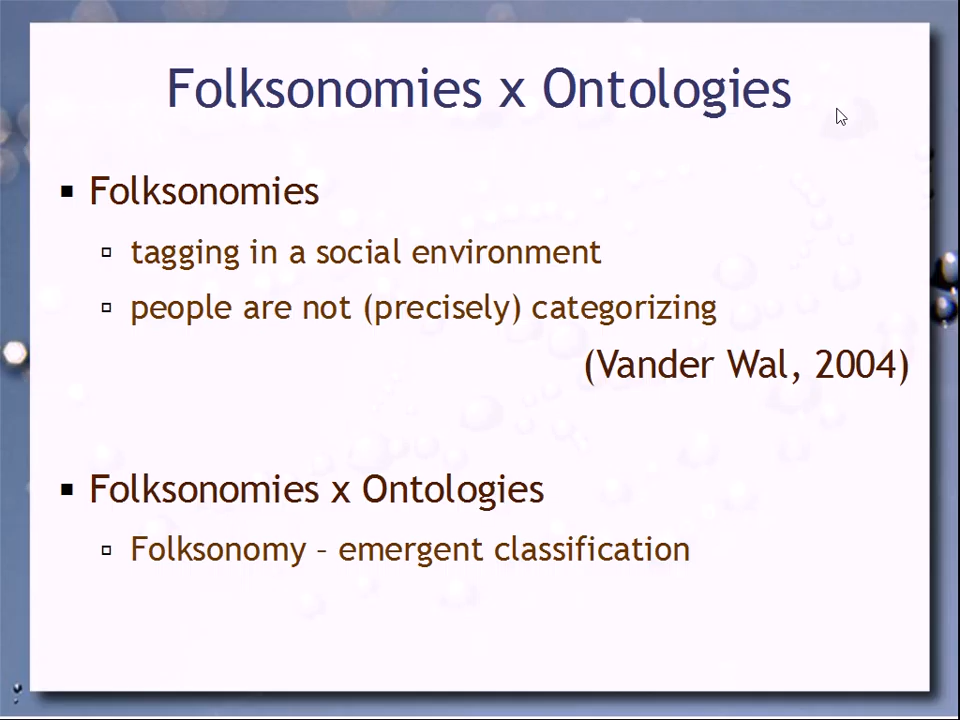 Folksonomies x Ontologies
Folksonomies
tagging in a social environment
people are not (precisely) categorizing
(Vander Wal, 2004)
Folksonomies x Ontologies
Folksonomy – emergent classification